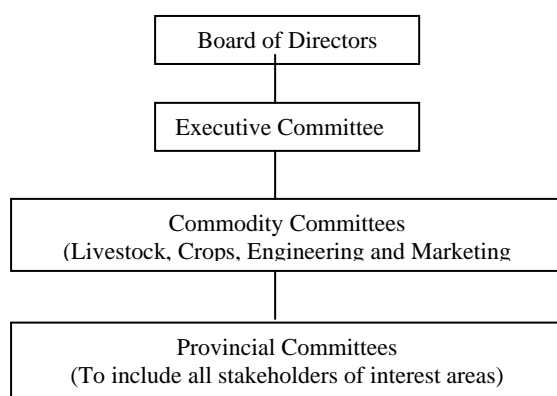 Board of Directors
Executive Committee
Commodity Committees
(Livestock, Crops, Engineering and Marketing
Provincial Committees
(To include all stakeholders of interest areas)